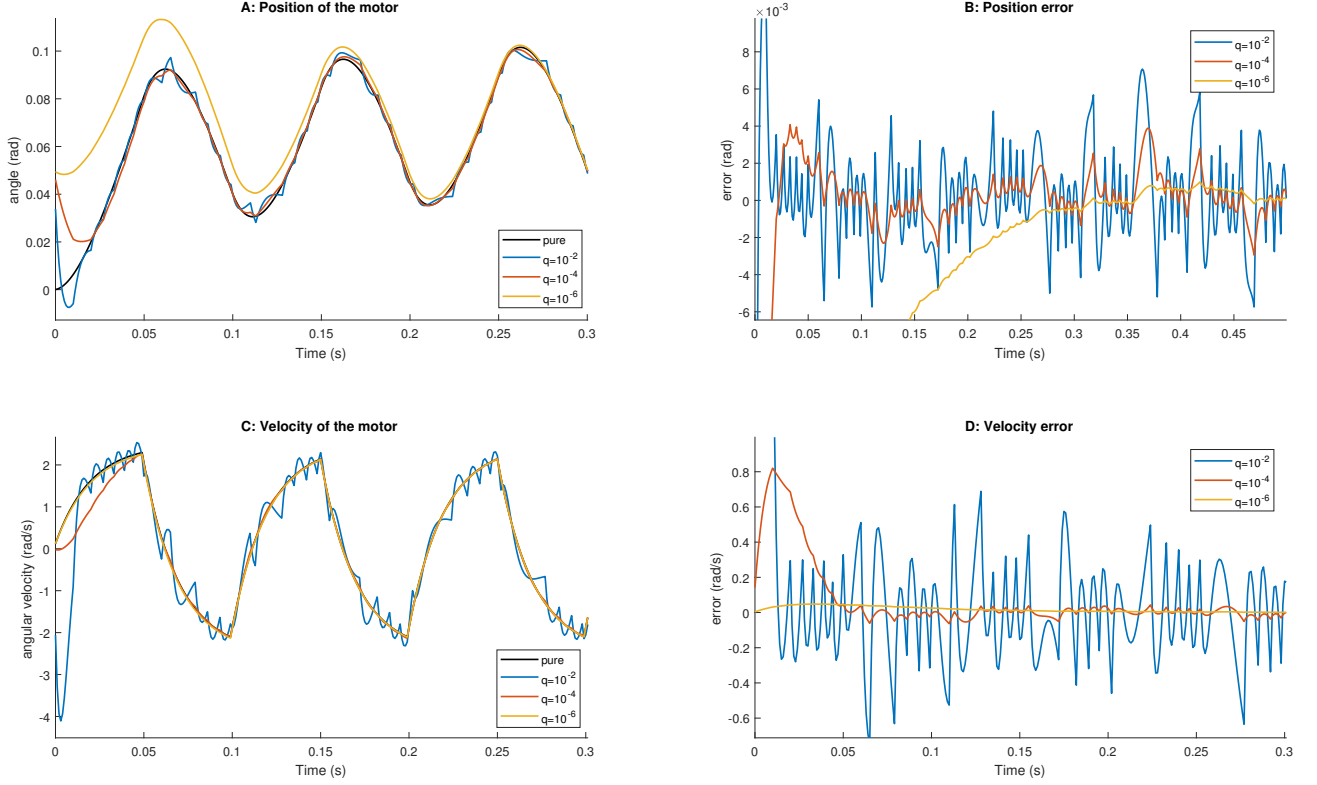 A: Position of the motor
angle (rad)
0.1
0.08
0.06
0.04
0.02
0
0 0.05 0.1 0.15 0.2 0.25 0.3
Time (s)
pure
q=10⁻²
q=10⁻⁴
q=10⁻⁶
B: Position error
×10⁻³
error (rad)
8
6
4
2
0
-2
-4
-6
0 0.05 0.1 0.15 0.2 0.25 0.3 0.35 0.4 0.45
Time (s)
q=10⁻²
q=10⁻⁴
q=10⁻⁶
C: Velocity of the motor
angular velocity (rad/s)
2
1
0
-1
-2
-3
-4
0 0.05 0.1 0.15 0.2 0.25 0.3
Time (s)
pure
q=10⁻²
q=10⁻⁴
q=10⁻⁶
D: Velocity error
error (rad/s)
0.8
0.6
0.4
0.2
0
-0.2
-0.4
-0.6
0 0.05 0.1 0.15 0.2 0.25 0.3
Time (s)
q=10⁻²
q=10⁻⁴
q=10⁻⁶